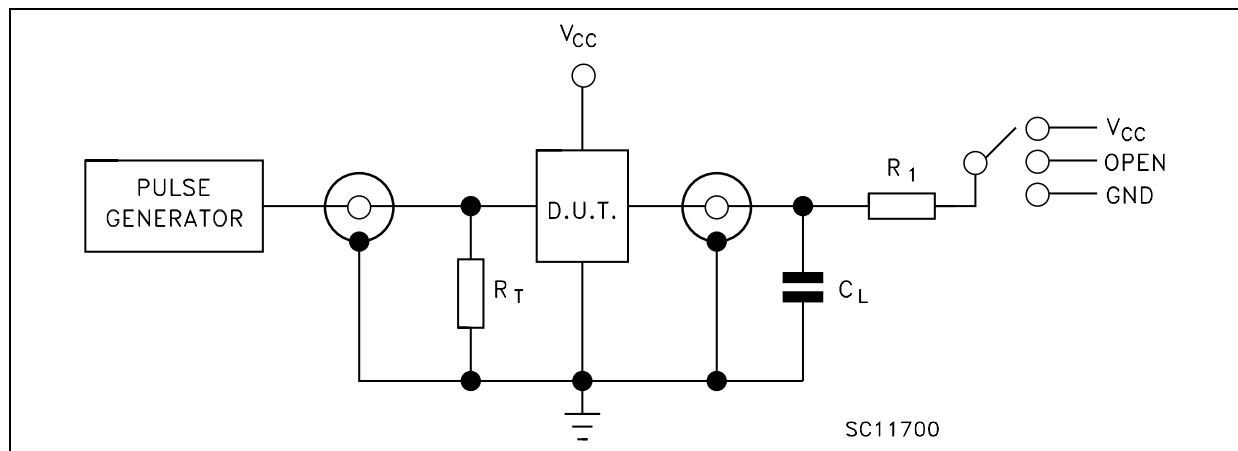 VCC
PULSE
GENERATOR
D.U.T.
RT
CL
R1
VCC
OPEN
GND
SC11700